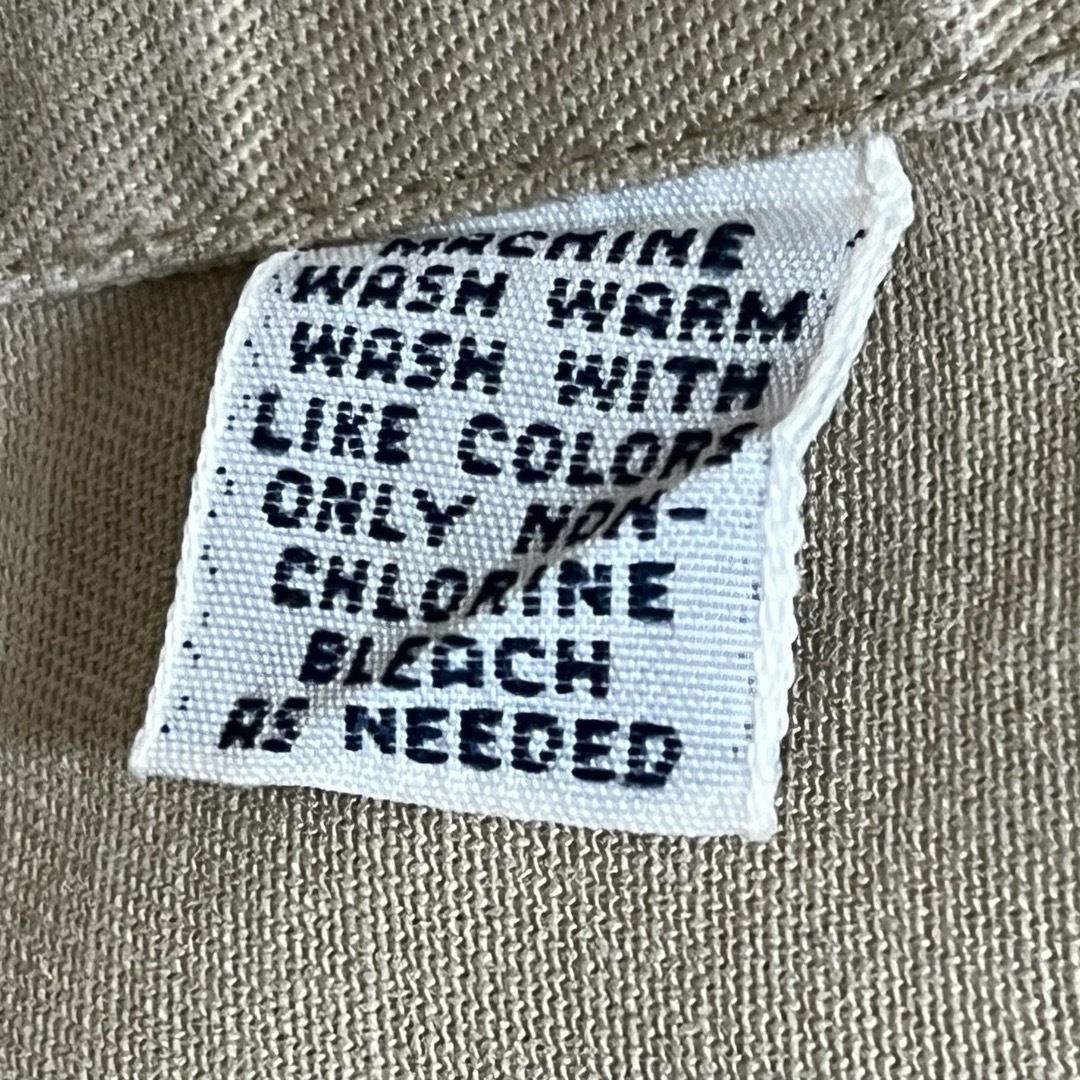 MACHINE
WASH WARM
WASH WITH
LIKE COLORS
ONLY NON-
CHLORINE
BLEACH
AS NEEDED